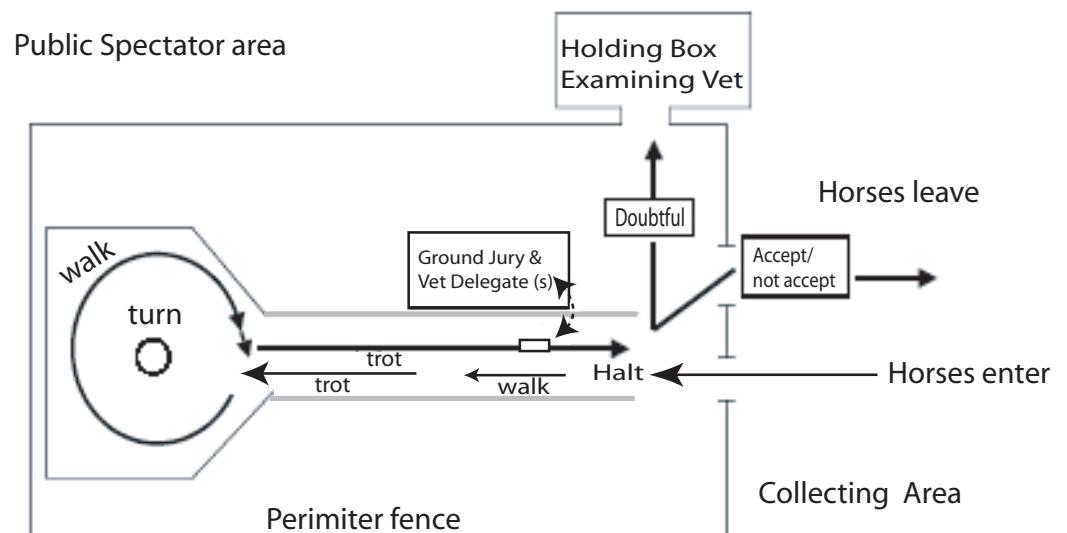 Public Spectator area
Holding Box
Examining Vet
Horses leave
Doubtful
Accept/
not accept
walk
Ground Jury &
Vet Delegate (s)
turn
trot
trot
walk
Halt
Horses enter
Collecting Area
Perimiter fence